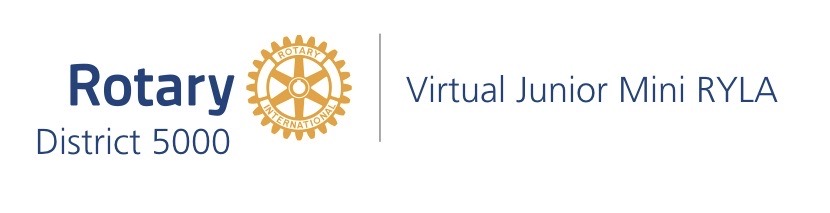 Rotary
District 5000
ROTARY
INTERNATIONAL
Virtual Junior Mini RYLA